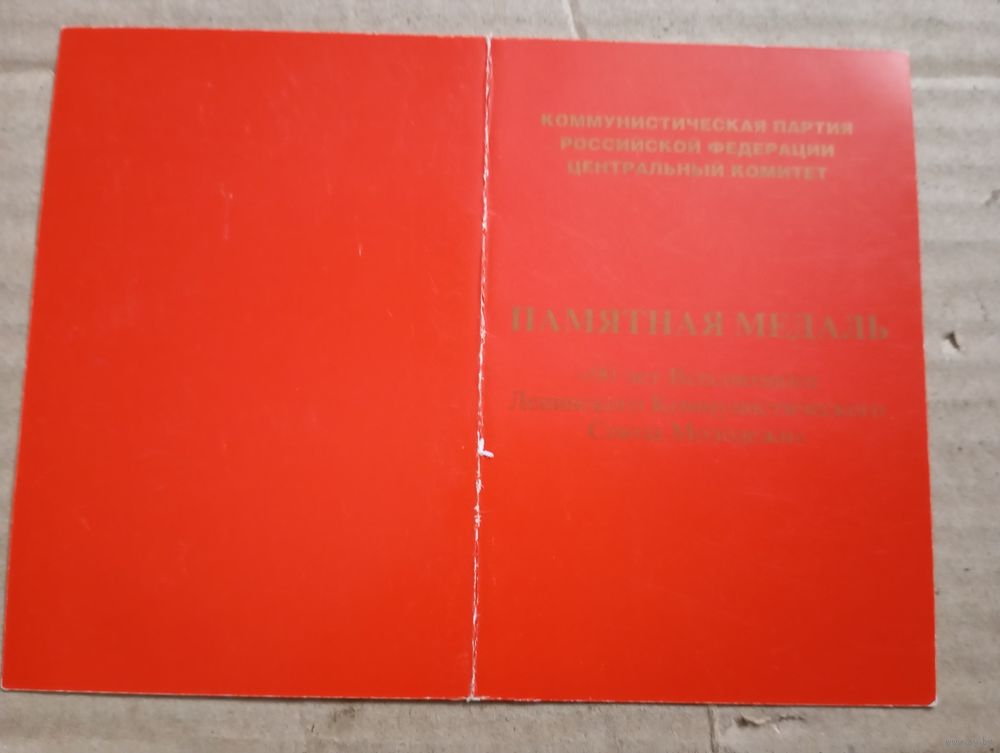 КОММУНИСТИЧЕСКАЯ ПАРТИЯ
РОССИЙСКОЙ ФЕДЕРАЦИИ
ЦЕНТРАЛЬНЫЙ КОМИТЕТ
ПАМЯТНАЯ МЕДАЛЬ
лет Всесоюзного
Ленинского Коммунистического
Союза Молодежи»